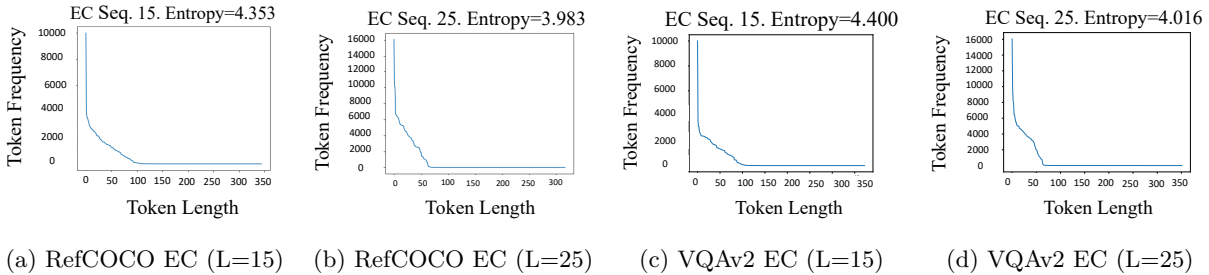 EC Seq. 15. Entropy=4.353
Token Frequency
10000
8000
6000
4000
2000
0
0 50 100 150 200 250 300 350
Token Length
(a) RefCOCO EC (L=15)
EC Seq. 25. Entropy=3.983
Token Frequency
16000
14000
12000
10000
8000
6000
4000
2000
0
0 50 100 150 200 250 300
Token Length
(b) RefCOCO EC (L=25)
EC Seq. 15. Entropy=4.400
Token Frequency
10000
8000
6000
4000
2000
0
0 50 100 150 200 250 300 350
Token Length
(c) VQAv2 EC (L=15)
EC Seq. 25. Entropy=4.016
Token Frequency
16000
14000
12000
10000
8000
6000
4000
2000
0
0 50 100 150 200 250 300 350
Token Length
(d) VQAv2 EC (L=25)